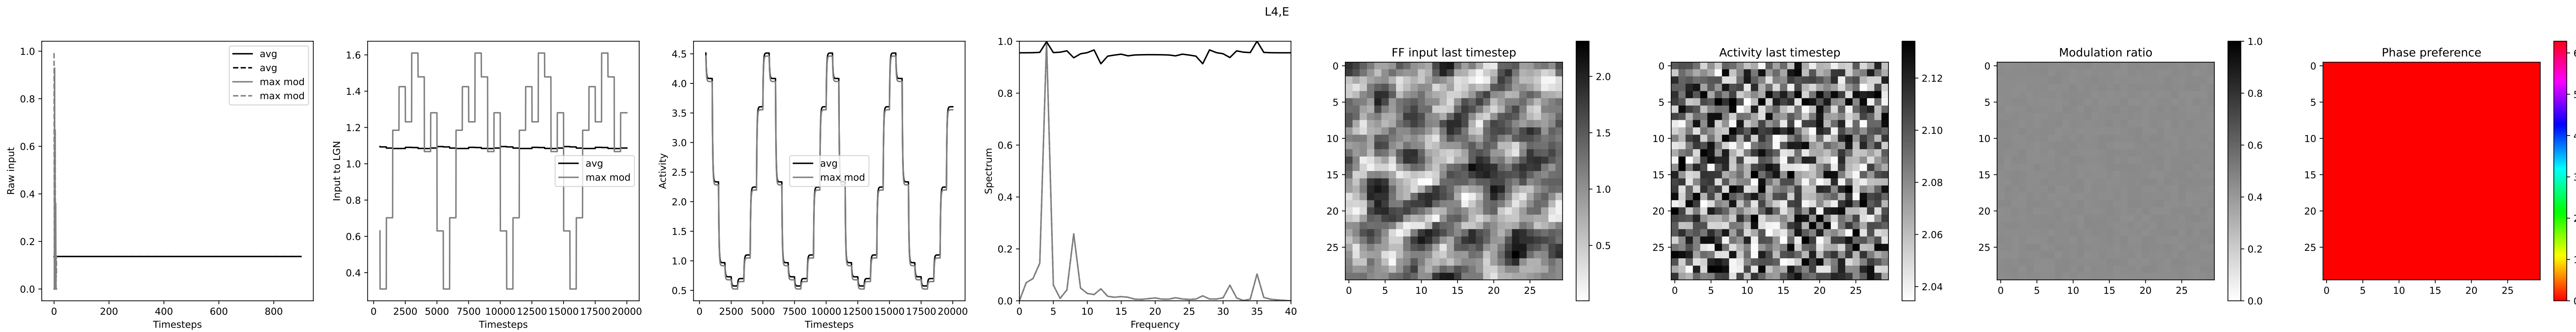 L4,E
Raw input
1.0
0.8
0.6
0.4
0.2
0.0
avg
avg
max mod
max mod
0 200 400 600 800
Timesteps
Input to LGN
1.6
1.4
1.2
1.0
0.8
0.6
0.4
avg
max mod
0 2500 5000 7500 10000 12500 15000 17500 20000
Timesteps
Activity
4.5
4.0
3.5
3.0
2.5
2.0
1.5
1.0
0.5
avg
max mod
0 2500 5000 7500 10000 12500 15000 17500 20000
Timesteps
Spectrum
1.0
0.8
0.6
0.4
0.2
0.0
0 5 10 15 20 25 30 35 40
Frequency
FF input last timestep
0
5
10
15
20
25
0 5 10 15 20 25
2.0
1.5
1.0
0.5
Activity last timestep
0
5
10
15
20
25
0 5 10 15 20 25
2.12
2.10
2.08
2.06
2.04
Modulation ratio
0
5
10
15
20
25
0 5 10 15 20 25
1.0
0.8
0.6
0.4
0.2
0.0
Phase preference
0
5
10
15
20
25
0 5 10 15 20 25